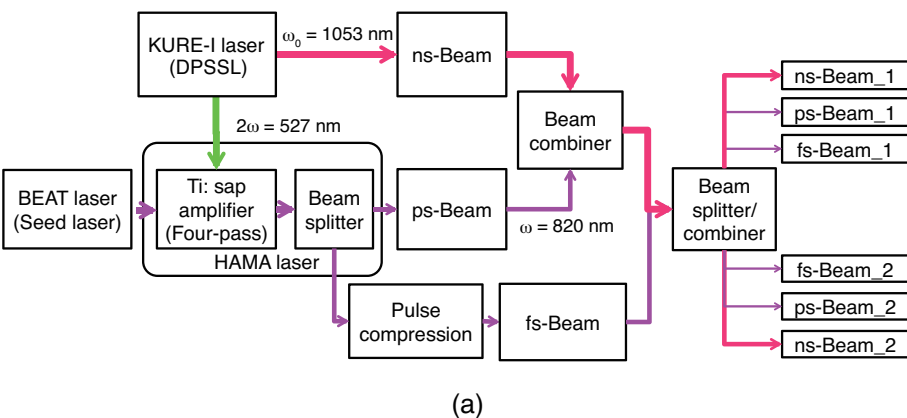 KURE-I laser
(DPSSL)
ω₀ = 1053 nm
ns-Beam
2ω = 527 nm
Beam
combiner
ns-Beam_1
ps-Beam_1
fs-Beam_1
BEAT laser
(Seed laser)
Ti: sap
amplifier
(Four-pass)
Beam
splitter
HAMA laser
ps-Beam
ω = 820 nm
Beam
splitter/
combiner
Pulse
compression
fs-Beam
fs-Beam_2
ps-Beam_2
ns-Beam_2
(a)